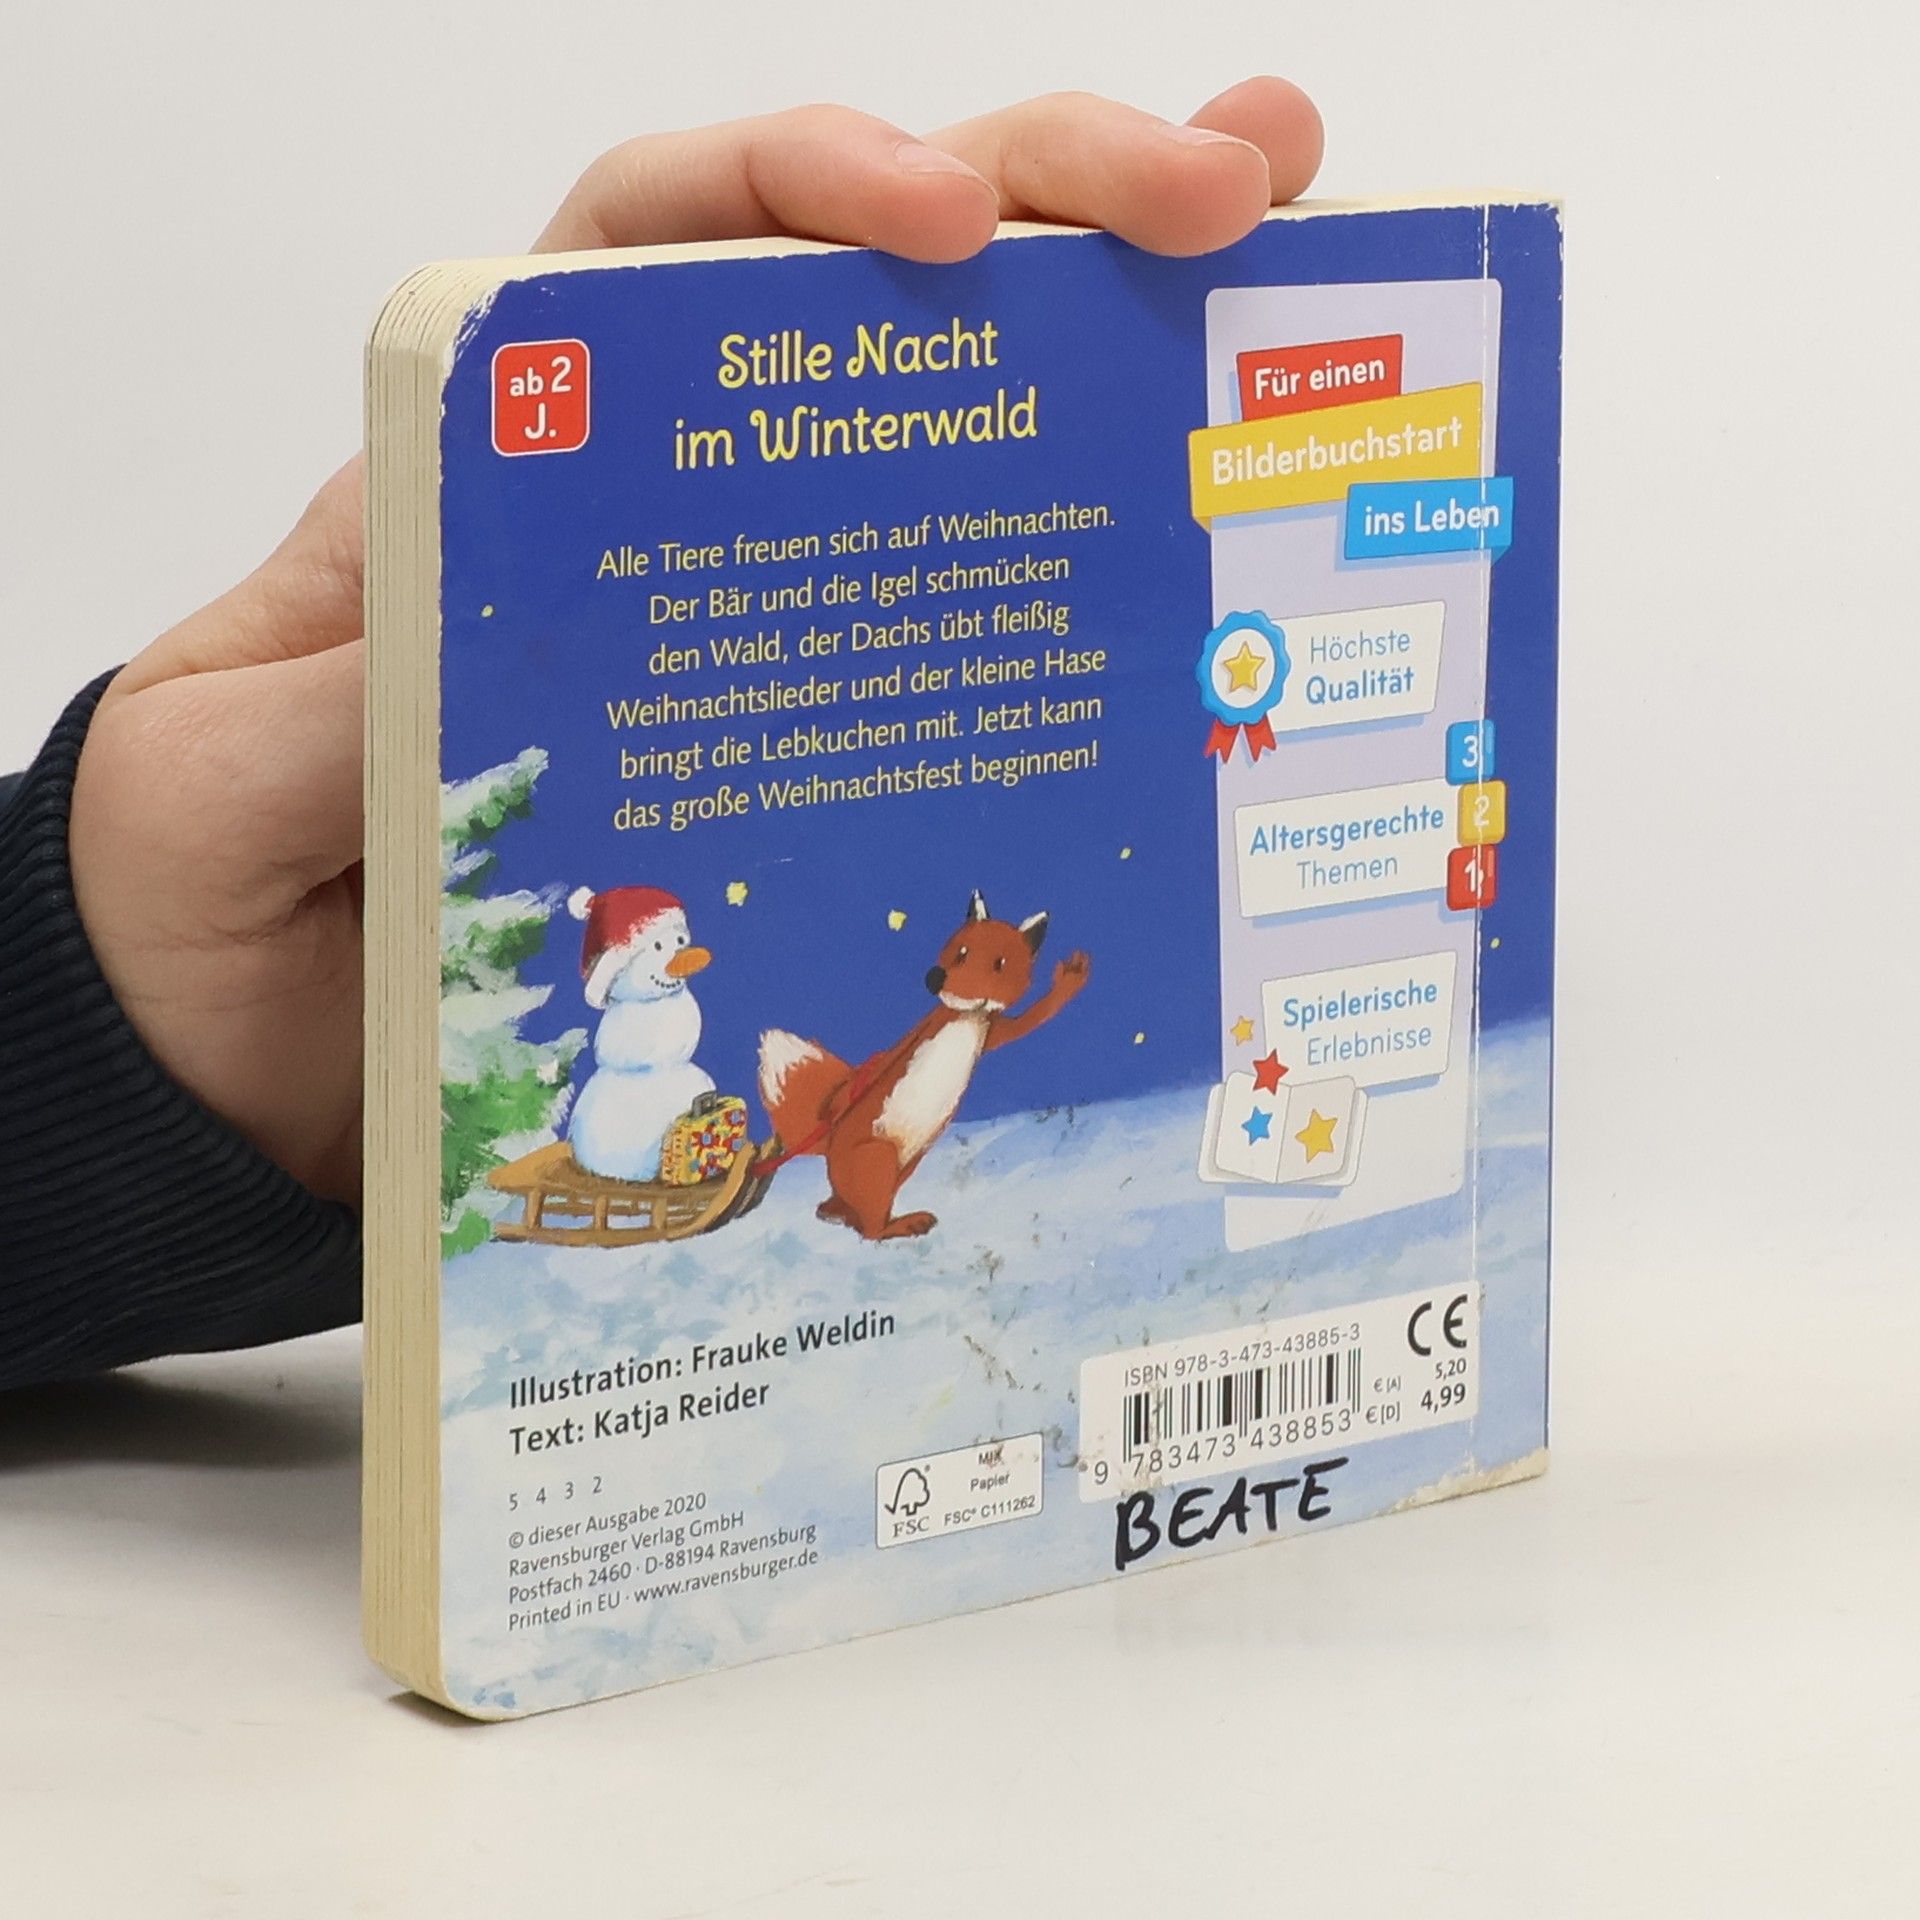 ab 2
J.
Stille Nacht
im Winterwald
Alle Tiere freuen sich auf Weihnachten.
Der Bär und die Igel schmücken
den Wald, der Dachs übt fleißig
Weihnachtslieder und der kleine Hase
bringt die Lebkuchen mit. Jetzt kann
das große Weihnachtsfest beginnen!
Für einen
Bilderbuchstart
ins Leben
Höchste
Qualität
3
2
1
Altersgerechte
Themen
Spielerische
Erlebnisse
Illustration: Frauke Weldin
Text: Katja Reider
5 4 3 2
© dieser Ausgabe 2020
Ravensburger Verlag GmbH
Postfach 2460 · D-88194 Ravensburg
Printed in EU · www.ravensburger.de
FSC
MIX
Papier
FSC® C111262
ISBN 978-3-473-43885-3
9 783473 438853
CE
€ [A] 5,20
€ [D] 4,99
BEATE